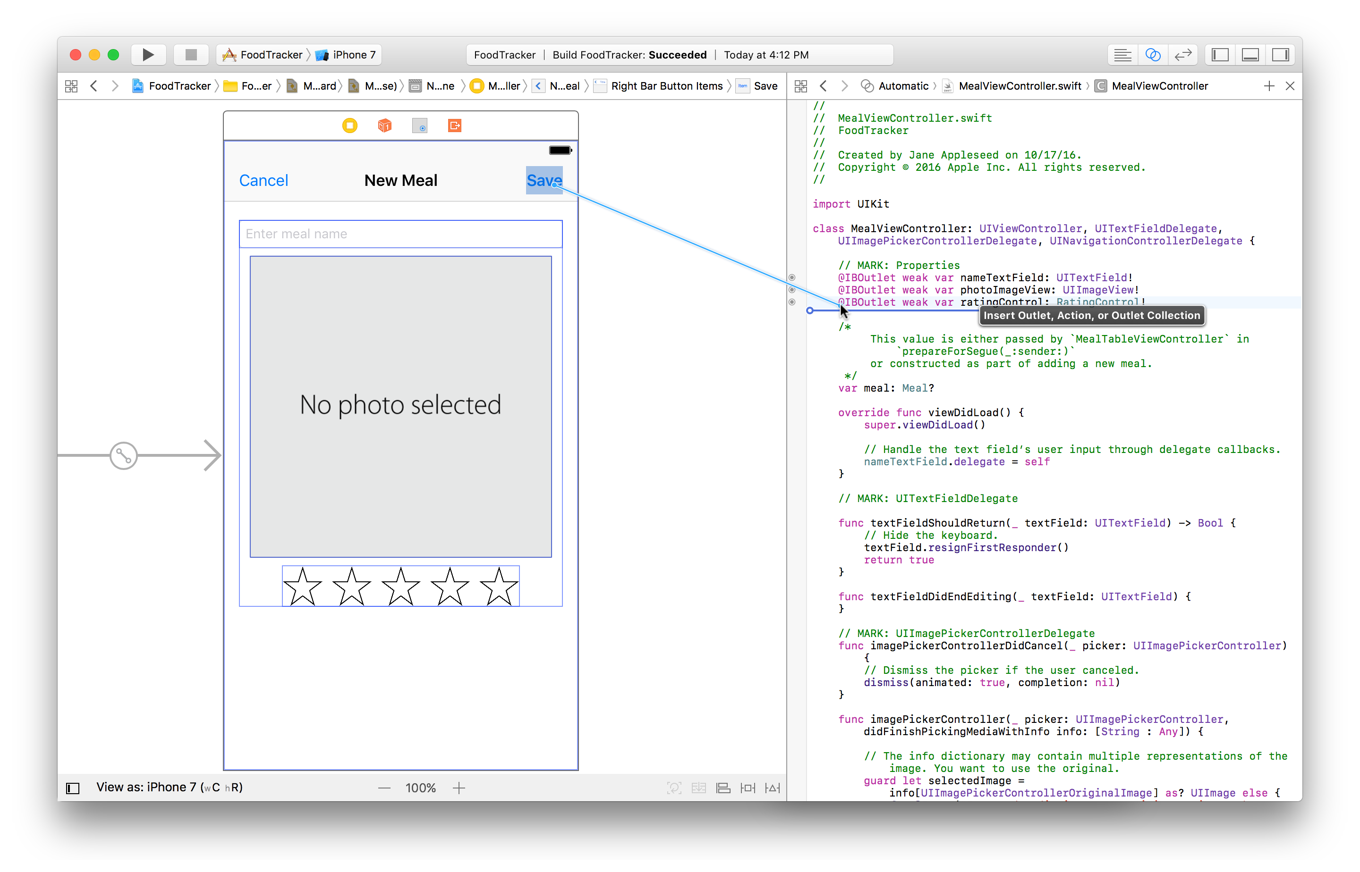 FoodTracker iPhone 7
FoodTracker | Build FoodTracker: Succeeded | Today at 4:12 PM
FoodTracker Fo...er M...ard M...se) N...ne M...ller N...eal Right Bar Button Items Save
Automatic MealViewController.swift MealViewController
Cancel New Meal Save
Enter meal name
No photo selected
View as: iPhone 7 (wC hR)
100%
//
// MealViewController.swift
// FoodTracker
//
// Created by Jane Appleseed on 10/17/16.
// Copyright © 2016 Apple Inc. All rights reserved.
//
import UIKit
class MealViewController: UIViewController, UITextFieldDelegate,
UIImagePickerControllerDelegate, UINavigationControllerDelegate {
// MARK: Properties
@IBOutlet weak var nameTextField: UITextField!
@IBOutlet weak var photoImageView: UIImageView!
@IBOutlet weak var ratingControl: RatingControl!
Insert Outlet, Action, or Outlet Collection
/*
This value is either passed by `MealTableViewController` in
`prepareForSegue(_:sender:)`
or constructed as part of adding a new meal.
*/
var meal: Meal?
override func viewDidLoad() {
super.viewDidLoad()
// Handle the text field's user input through delegate callbacks.
nameTextField.delegate = self
}
// MARK: UITextFieldDelegate
func textFieldShouldReturn(_ textField: UITextField) -> Bool {
// Hide the keyboard.
textField.resignFirstResponder()
return true
}
func textFieldDidEndEditing(_ textField: UITextField) {
}
// MARK: UIImagePickerControllerDelegate
func imagePickerControllerDidCancel(_ picker: UIImagePickerController)
{
// Dismiss the picker if the user canceled.
dismiss(animated: true, completion: nil)
}
func imagePickerController(_ picker: UIImagePickerController,
didFinishPickingMediaWithInfo info: [String : Any]) {
// The info dictionary may contain multiple representations of the
image. You want to use the original.
guard let selectedImage =
info[UIImagePickerControllerOriginalImage] as? UIImage else {